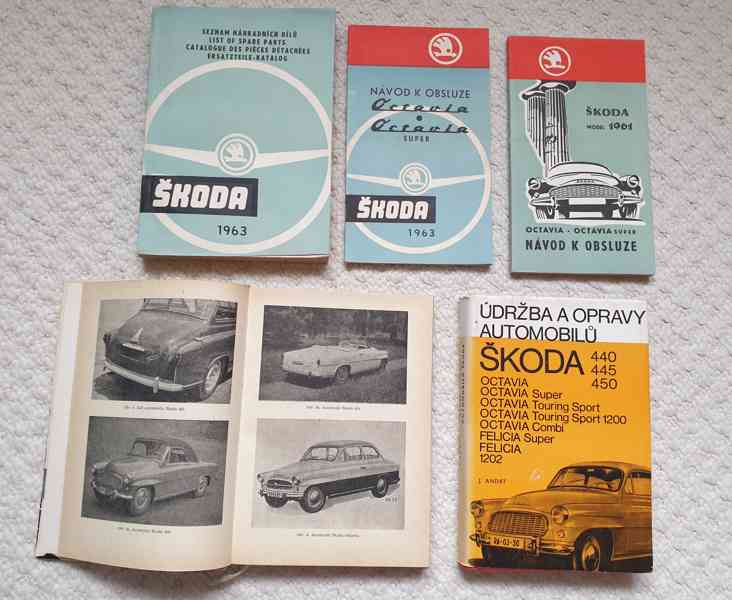 SEZNAM NÁHRADNÍCH DÍLŮ
LIST OF SPARE PARTS
CATALOGUE DES PIÈCES DÉTACHÉES
ERSATZTEILE-KATALOG
ŠKODA
1963
NÁVOD K OBSLUZE
Octavia
Octavia
SUPER
ŠKODA
1963
ŠKODA
MODEL 1961
OCTAVIA - OCTAVIA SUPER
NÁVOD K OBSLUZE
ÚDRŽBA A OPRAVY
AUTOMOBILŮ
ŠKODA 440
445
450
OCTAVIA
OCTAVIA Super
OCTAVIA Touring Sport
OCTAVIA Touring Sport 1200
OCTAVIA Combi
FELICIA Super
FELICIA
1202
J. ANDRT